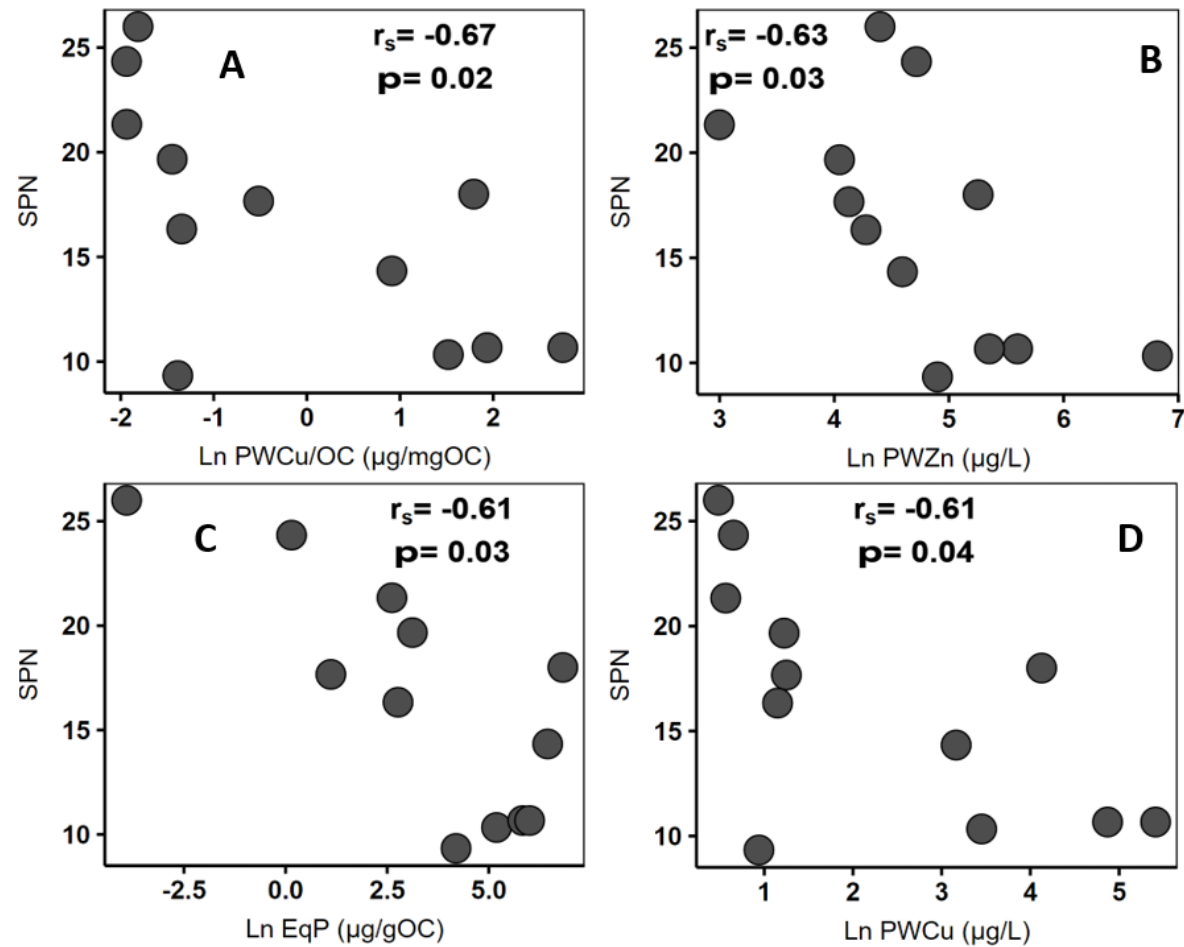 25
20
15
10
SPN
A
rs= -0.67
p= 0.02
-2 -1 0 1 2
Ln PWCu/OC (µg/mgOC)
25
20
15
10
SPN
rs= -0.63
p= 0.03
B
3 4 5 6 7
Ln PWZn (µg/L)
25
20
15
10
SPN
C
rs= -0.61
p= 0.03
-2.5 0.0 2.5 5.0
Ln EqP (µg/gOC)
25
20
15
10
SPN
rs= -0.61
p= 0.04
D
1 2 3 4 5
Ln PWCu (µg/L)